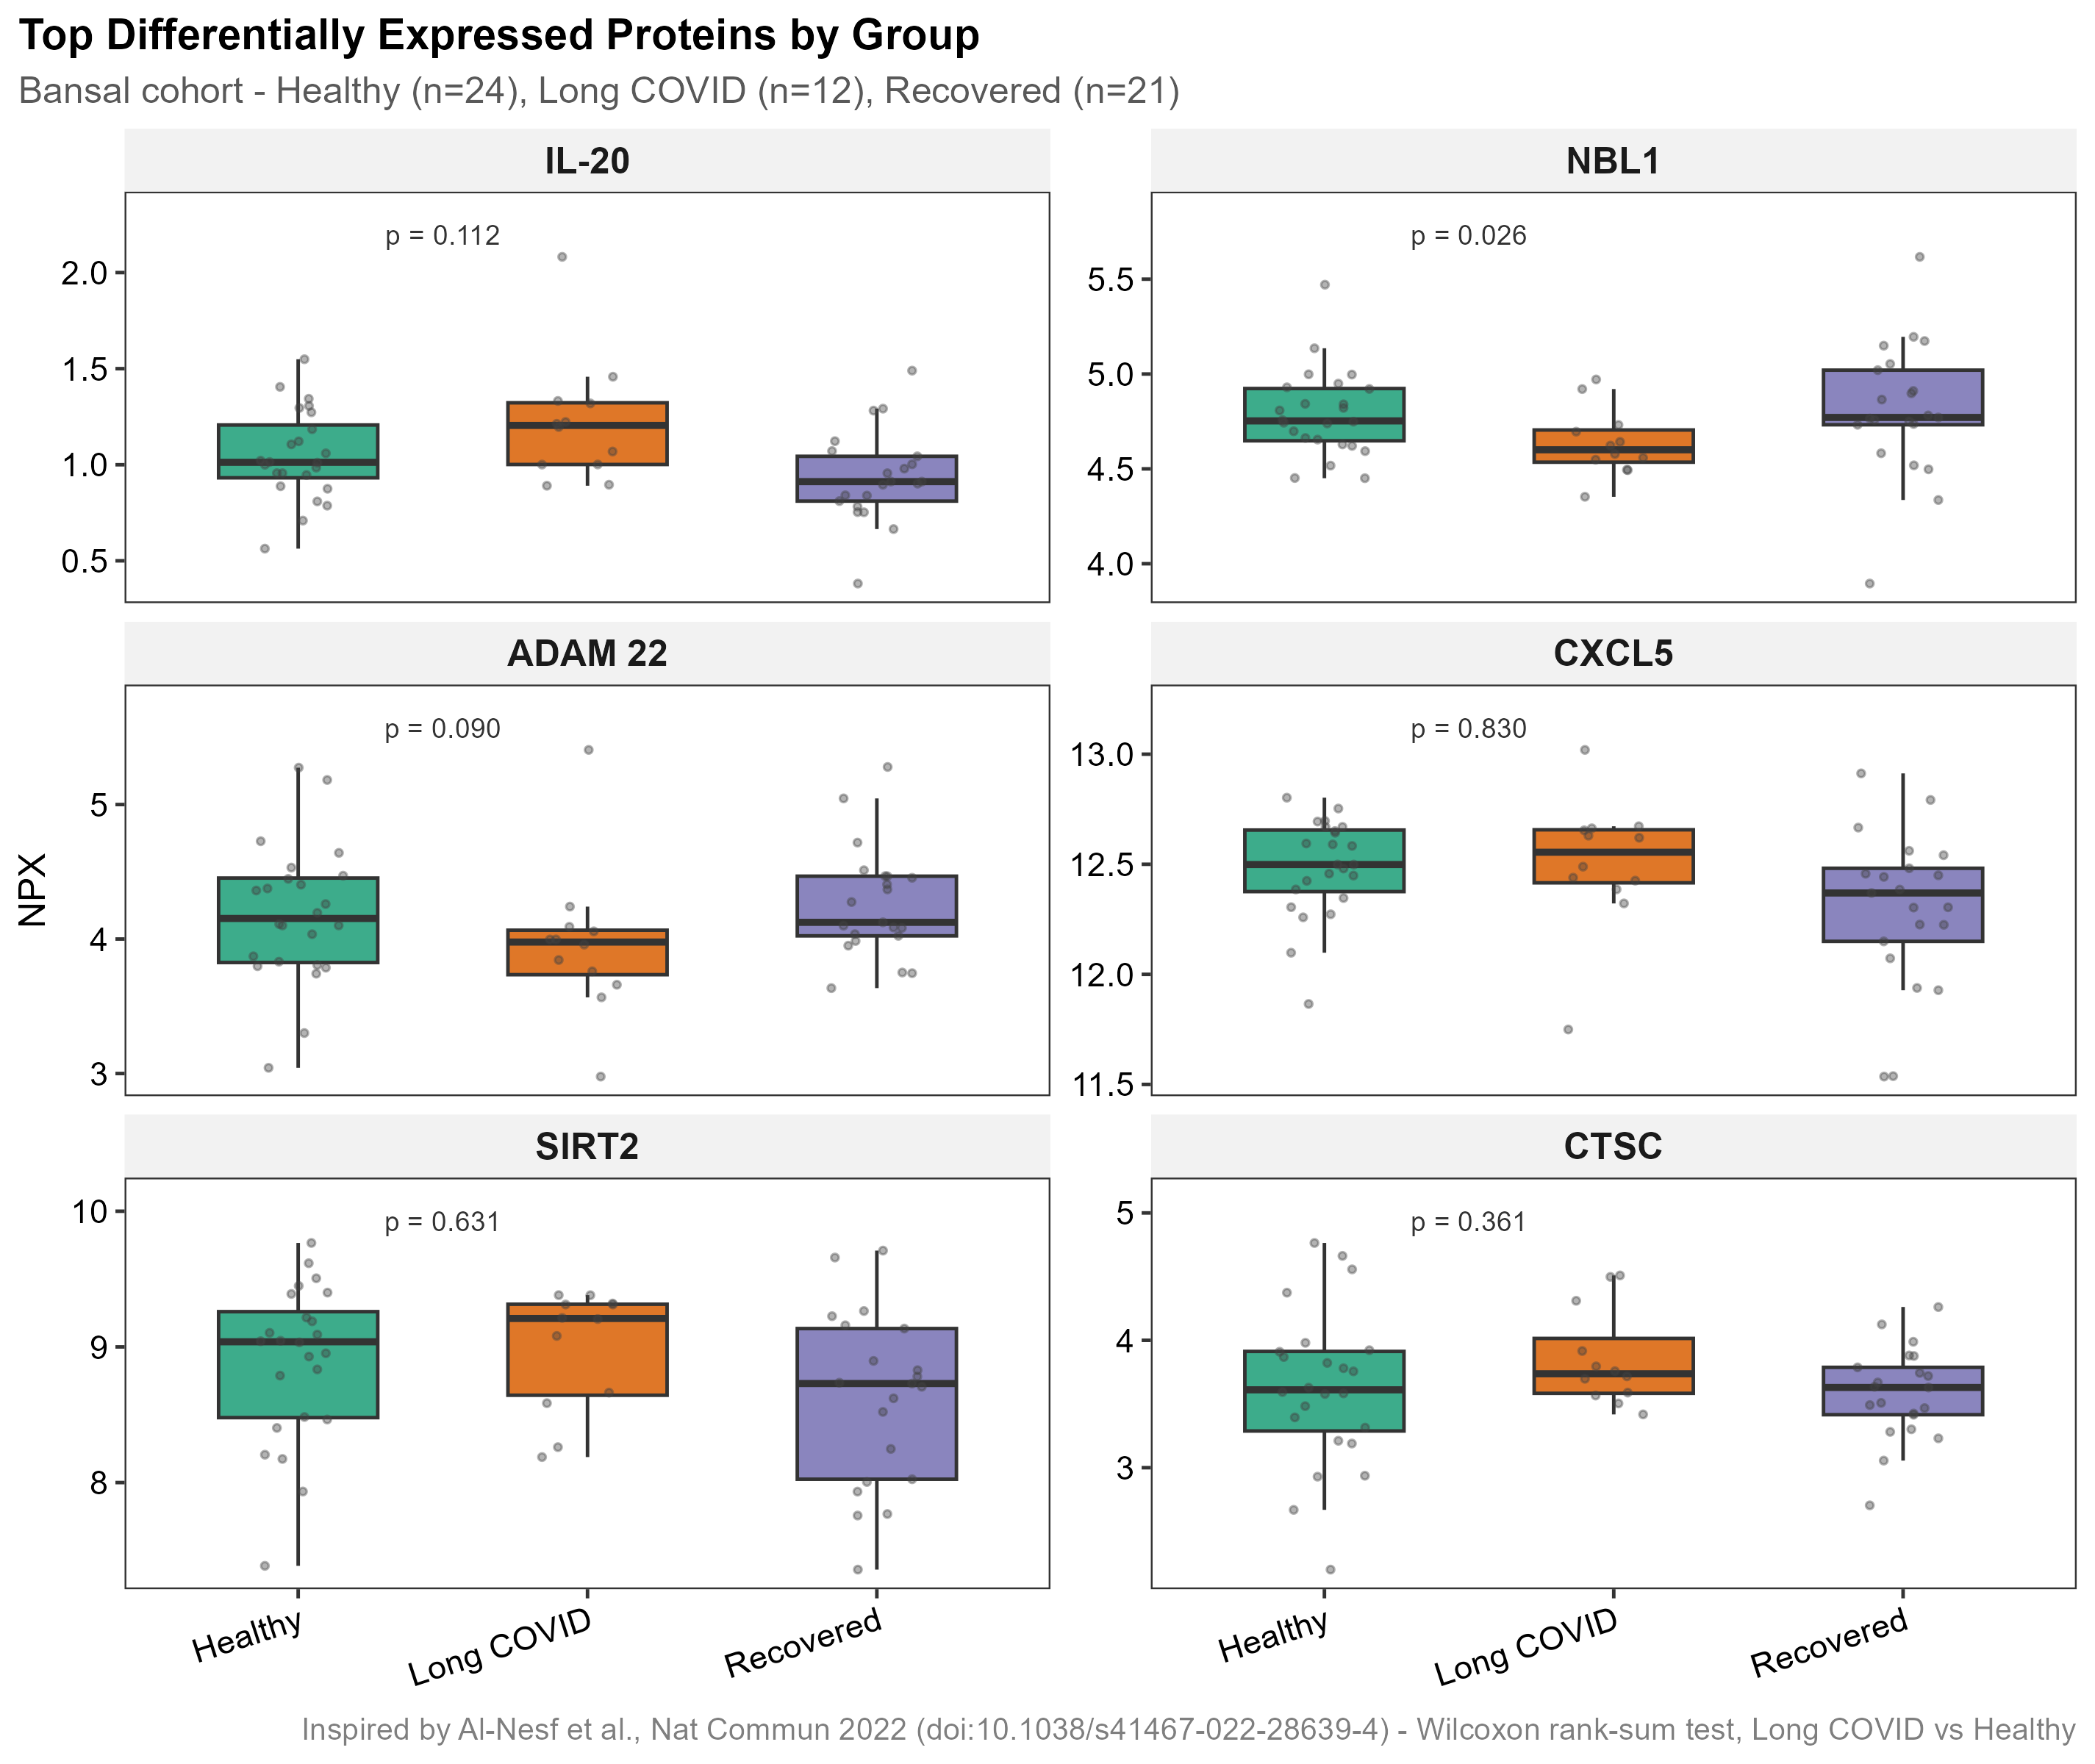 Top Differentially Expressed Proteins by Group
Bansal cohort - Healthy (n=24), Long COVID (n=12), Recovered (n=21)
IL-20
p = 0.112
2.0
1.5
1.0
0.5
NBL1
p = 0.026
5.5
5.0
4.5
4.0
NPX
ADAM 22
p = 0.090
5
4
3
CXCL5
p = 0.830
13.0
12.5
12.0
11.5
SIRT2
p = 0.631
10
9
8
CTSC
p = 0.361
5
4
3
Healthy
Long COVID
Recovered
Healthy
Long COVID
Recovered
Inspired by Al-Nesf et al., Nat Commun 2022 (doi:10.1038/s41467-022-28639-4) - Wilcoxon rank-sum test, Long COVID vs Healthy